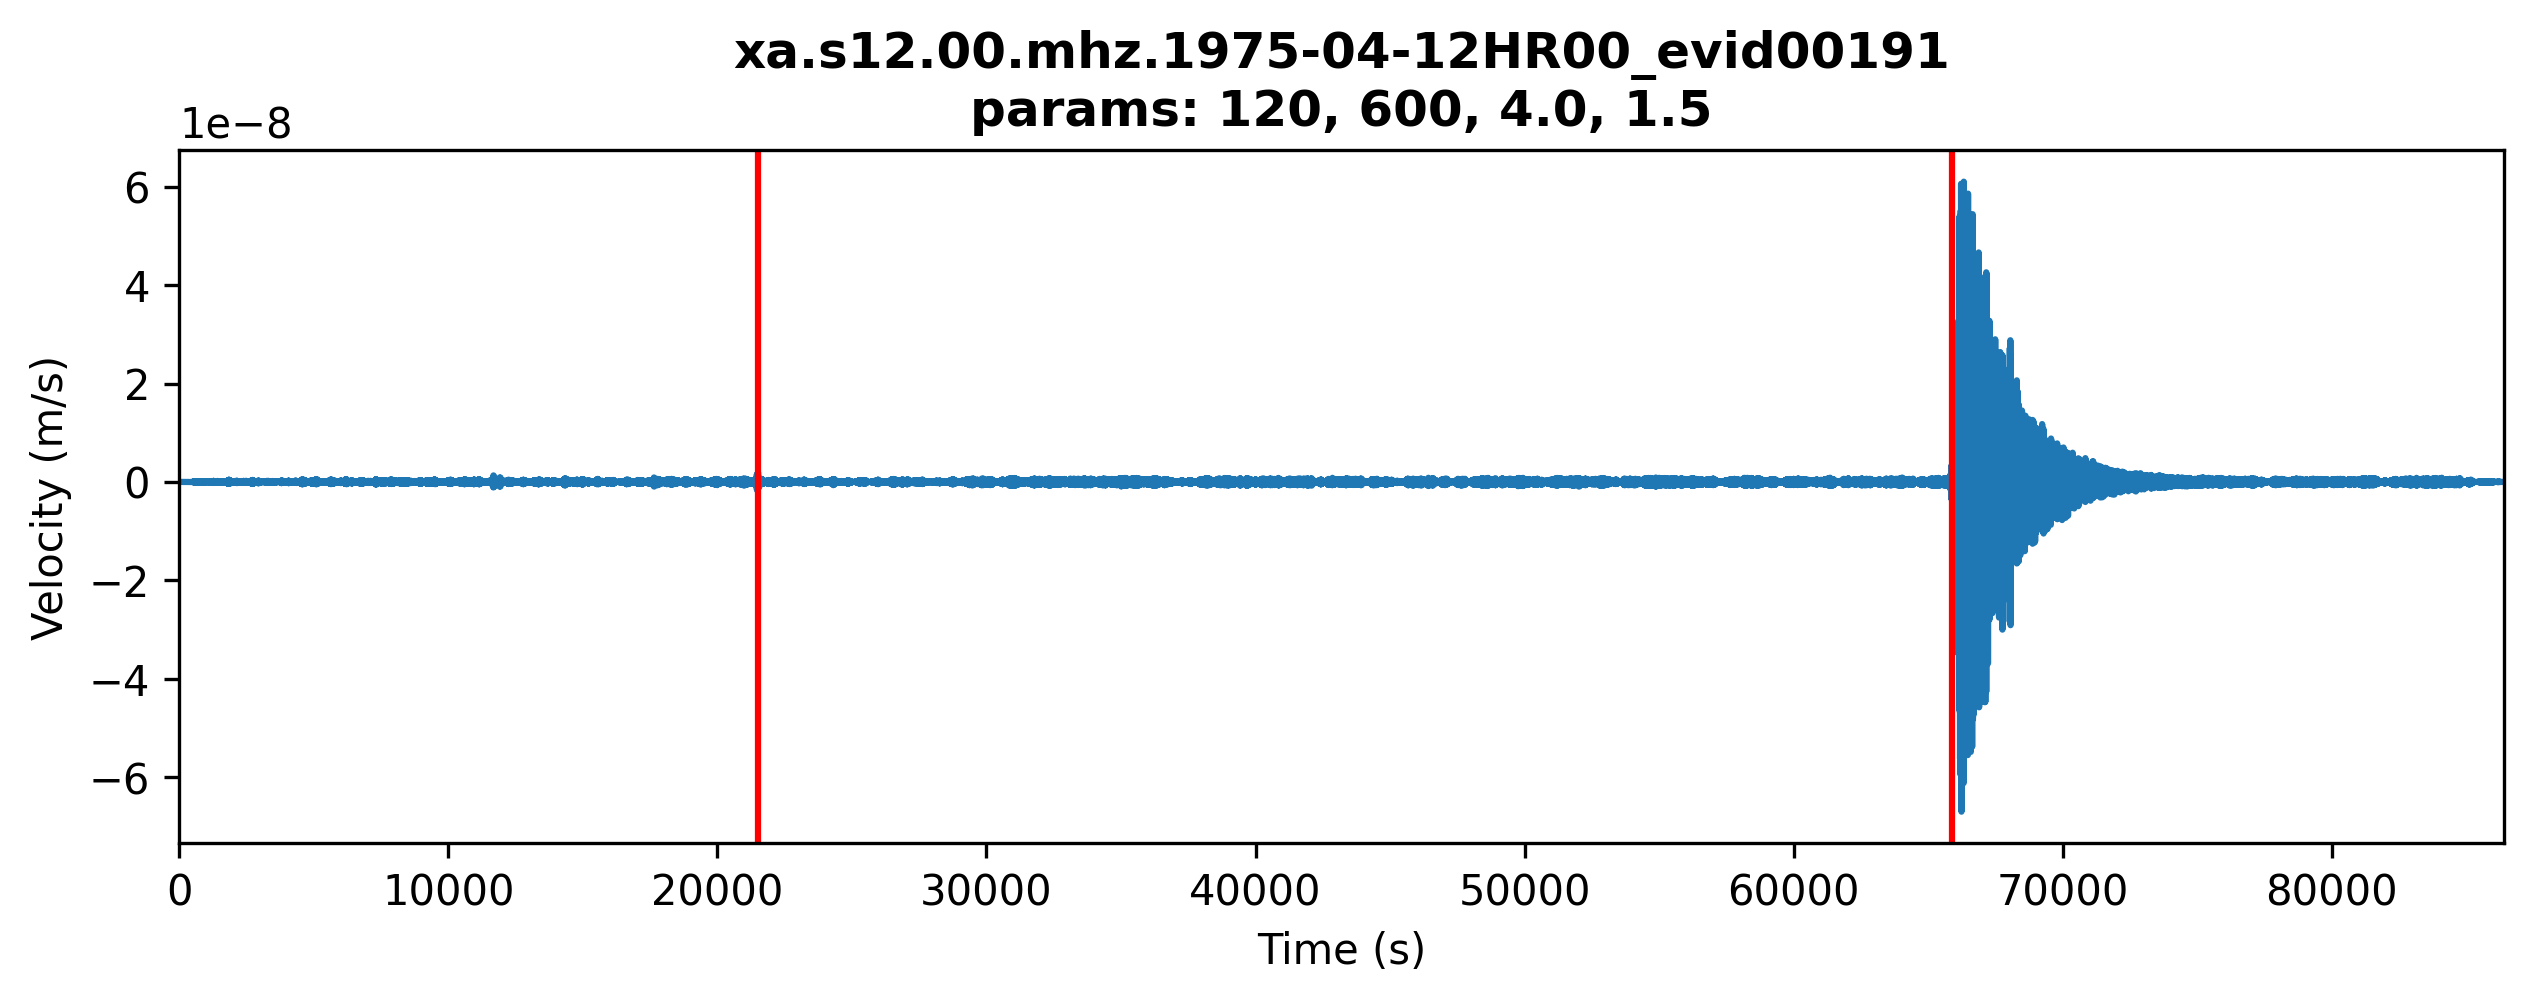 xa.s12.00.mhz.1975-04-12HR00_evid00191
params: 120, 600, 4.0, 1.5
1e−8
6
4
2
0
−2
−4
−6
Velocity (m/s)
0 10000 20000 30000 40000 50000 60000 70000 80000
Time (s)